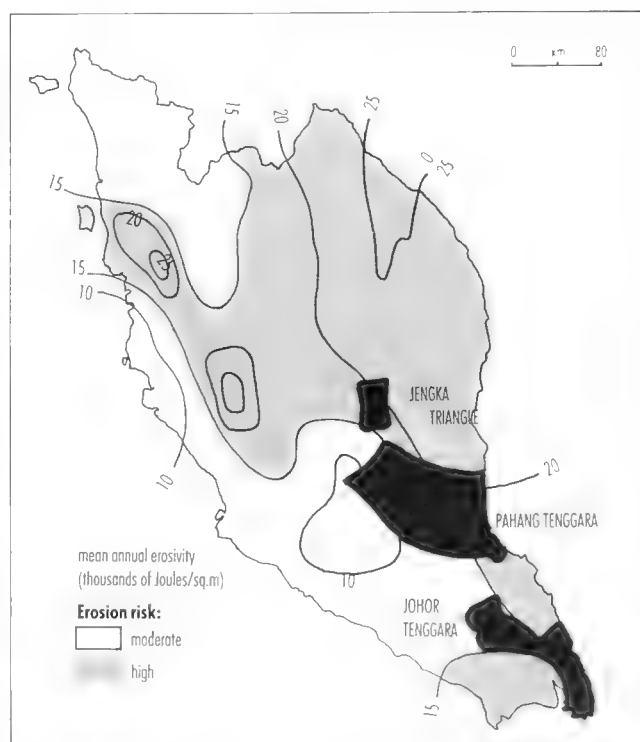 0 km 80
15
20
25
0
25
15
20
15
10
JENGKA
TRIANGLE
20
10
PAHANG TENGGARA
10
mean annual erosivity
(thousands of Joules/sq.m)
JOHOR
TENGGARA
Erosion risk:
moderate
high
15